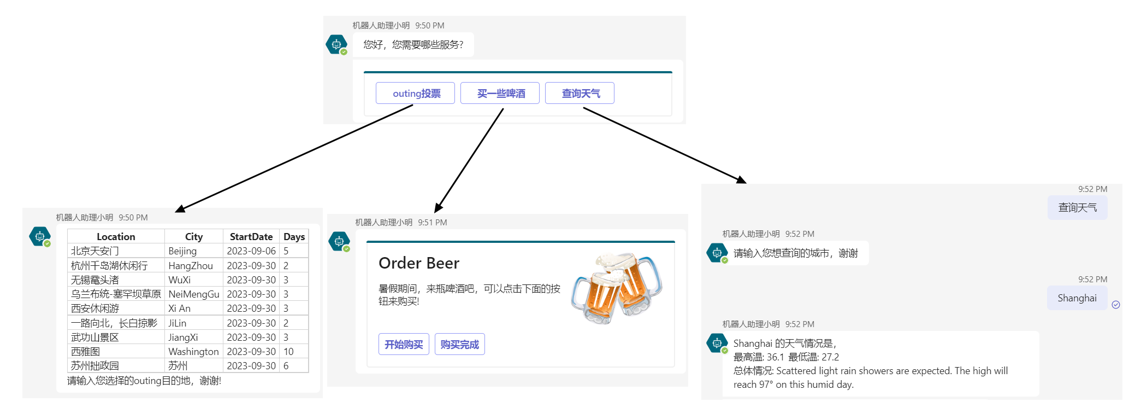 机器人助理小明 9:50 PM
您好，您需要哪些服务?
outing投票 买一些啤酒 查询天气
机器人助理小明 9:50 PM
Location City StartDate Days
北京天安门 Beijing 2023-09-06 5
杭州千岛湖休闲行 HangZhou 2023-09-30 2
无锡鼋头渚 WuXi 2023-09-30 3
乌兰布统-塞罕坝草原 NeiMengGu 2023-09-30 3
西安休闲游 Xi An 2023-09-30 3
一路向北，长白掠影 JiLin 2023-09-30 2
武功山景区 JiangXi 2023-09-30 3
西雅图 Washington 2023-09-30 10
苏州拙政园 苏州 2023-09-30 6
请输入您选择的outing目的地，谢谢!
机器人助理小明 9:51 PM
Order Beer
暑假期间，来瓶啤酒吧，可以点击下面的按
钮来购买!
开始购买 购买完成
9:52 PM
查询天气
机器人助理小明 9:52 PM
请输入您想查询的城市，谢谢
9:52 PM
Shanghai
机器人助理小明 9:52 PM
Shanghai 的天气情况是，
最高温: 36.1 最低温: 27.2
总体情况: Scattered light rain showers are expected. The high will
reach 97° on this humid day.